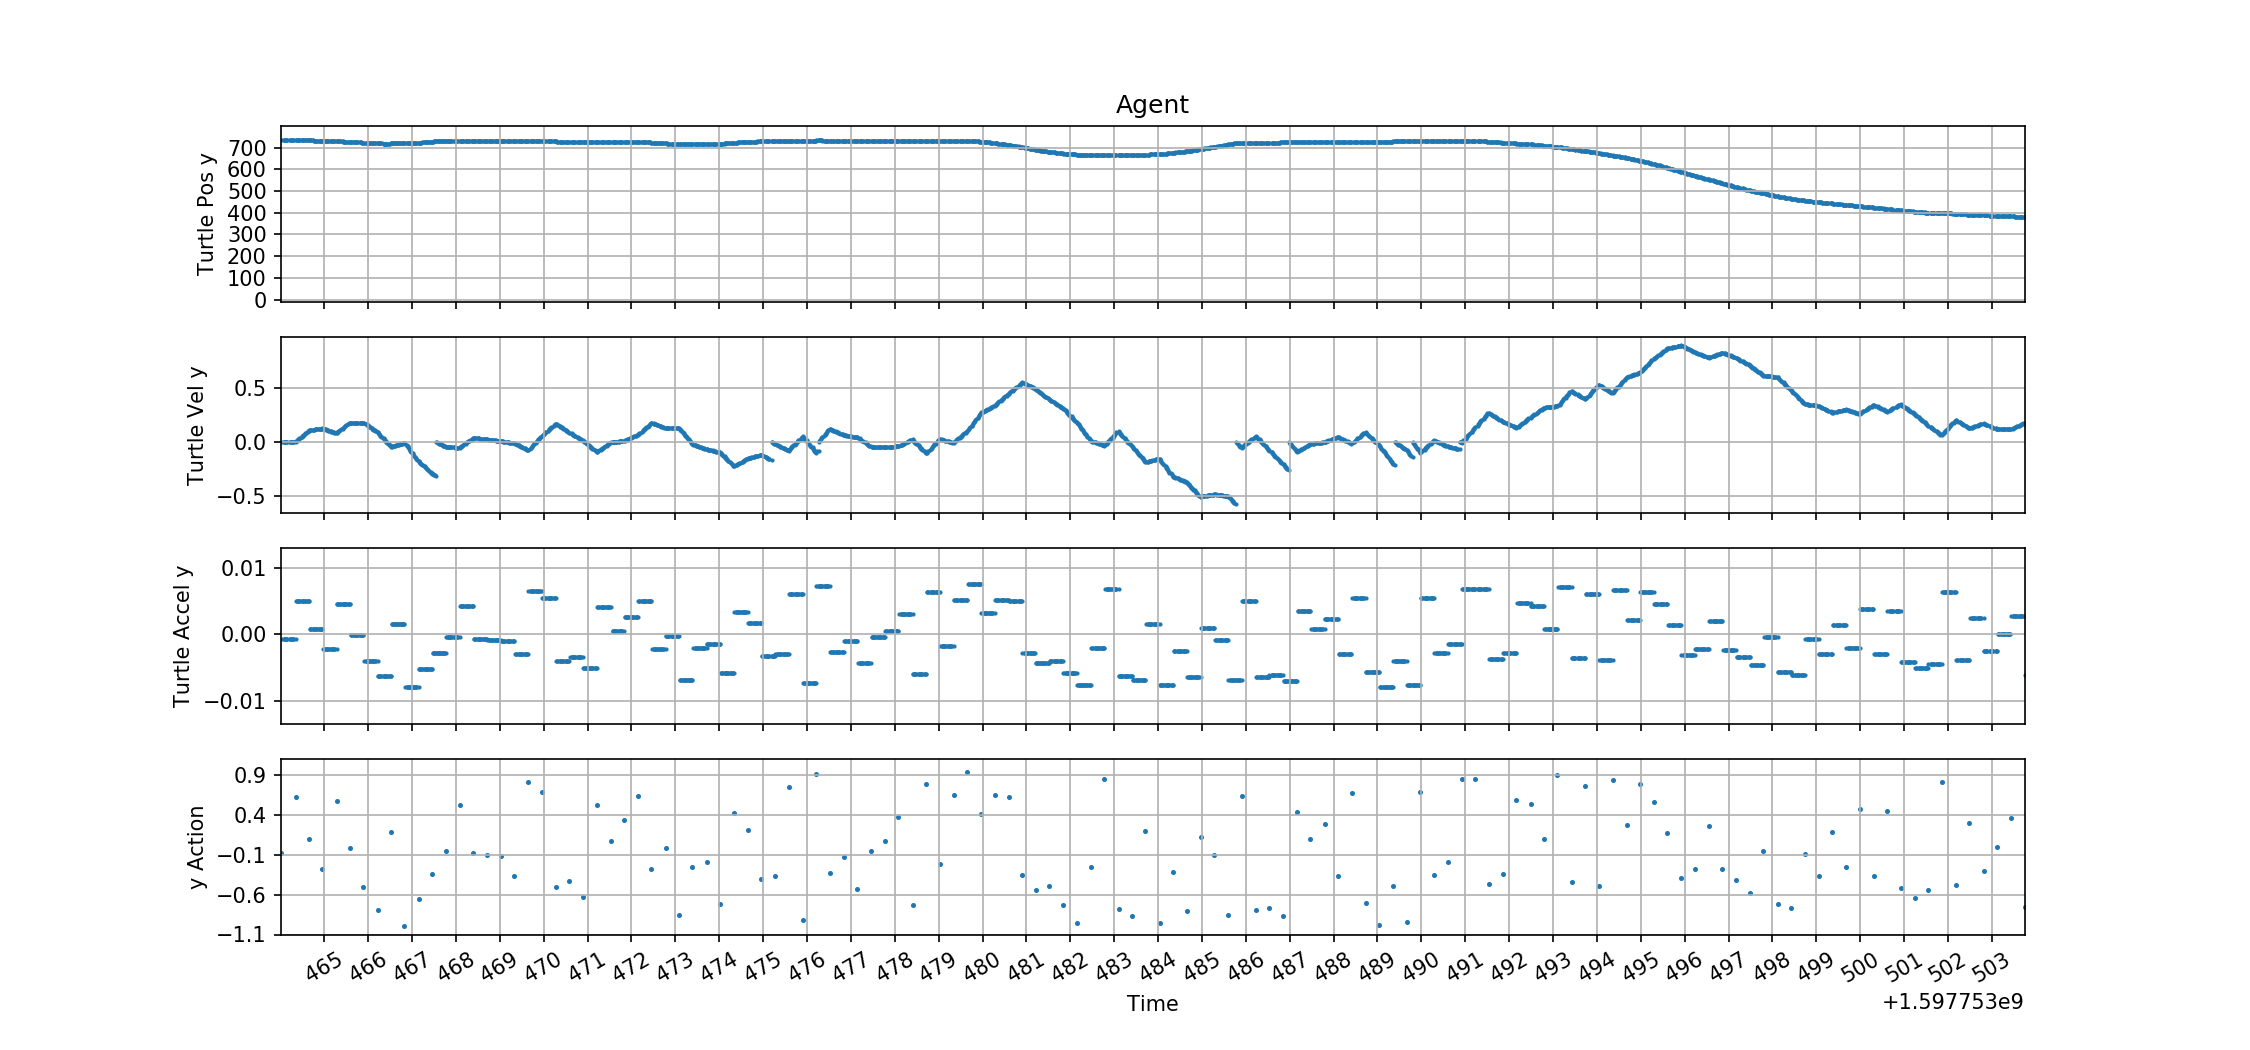 Agent
Turtle Pos y
700
600
500
400
300
200
100
0
Turtle Vel y
0.5
0.0
−0.5
Turtle Accel y
0.01
0.00
−0.01
y Action
0.9
0.4
−0.1
−0.6
−1.1
465 466 467 468 469 470 471 472 473 474 475 476 477 478 479 480 481 482 483 484 485 486 487 488 489 490 491 492 493 494 495 496 497 498 499 500 501 502 503
Time
+1.597753e9